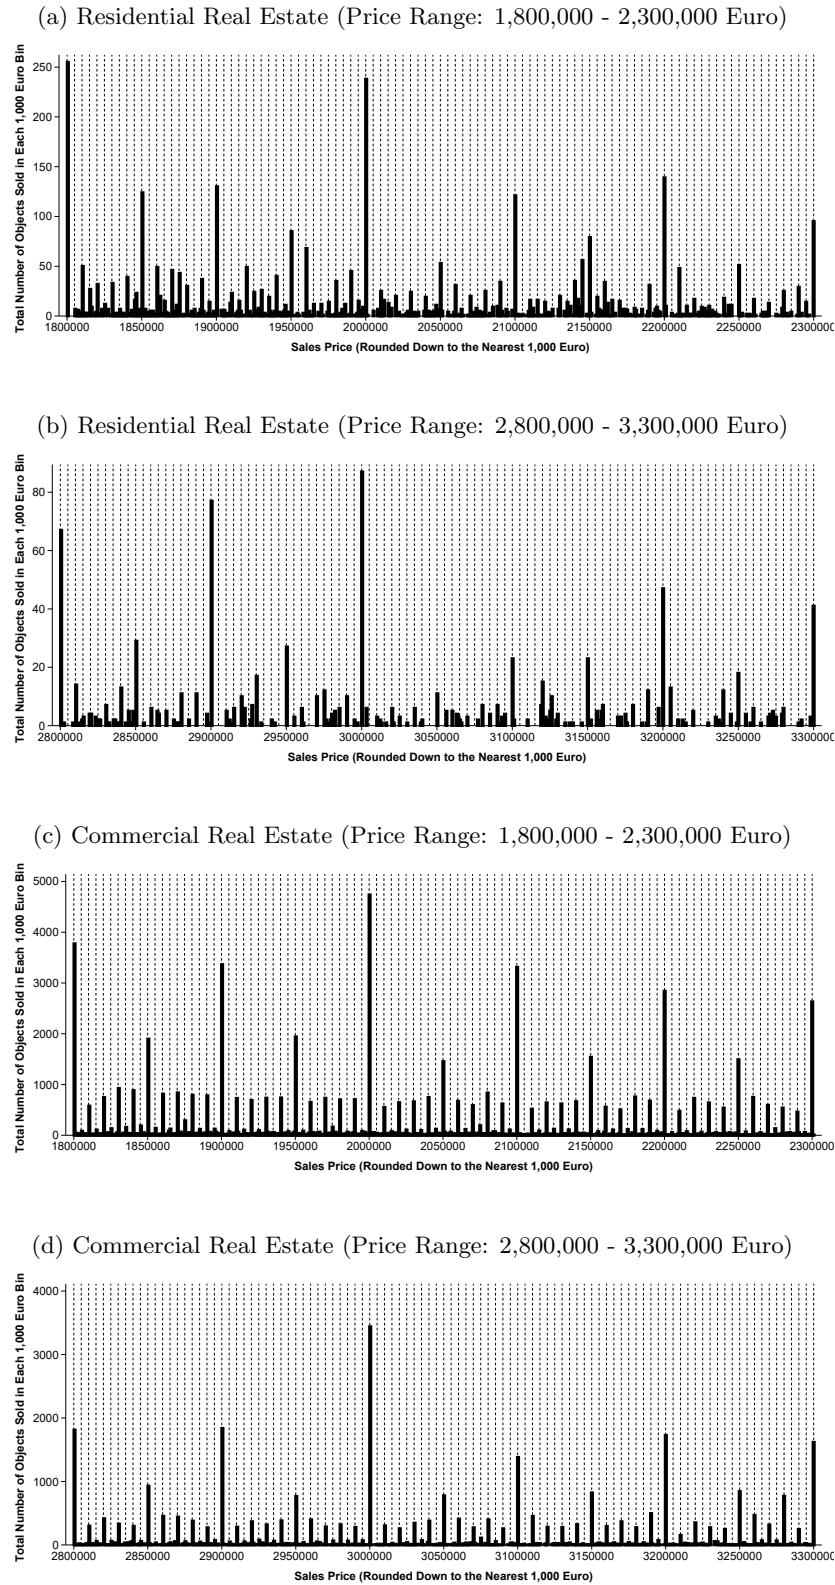 (a) Residential Real Estate (Price Range: 1,800,000 - 2,300,000 Euro)
Total Number of Objects Sold in Each 1,000 Euro Bin
250
200
150
100
50
0
1800000 1850000 1900000 1950000 2000000 2050000 2100000 2150000 2200000 2250000 2300000
Sales Price (Rounded Down to the Nearest 1,000 Euro)
(b) Residential Real Estate (Price Range: 2,800,000 - 3,300,000 Euro)
Total Number of Objects Sold in Each 1,000 Euro Bin
80
60
40
20
0
2800000 2850000 2900000 2950000 3000000 3050000 3100000 3150000 3200000 3250000 3300000
Sales Price (Rounded Down to the Nearest 1,000 Euro)
(c) Commercial Real Estate (Price Range: 1,800,000 - 2,300,000 Euro)
Total Number of Objects Sold in Each 1,000 Euro Bin
5000
4000
3000
2000
1000
0
1800000 1850000 1900000 1950000 2000000 2050000 2100000 2150000 2200000 2250000 2300000
Sales Price (Rounded Down to the Nearest 1,000 Euro)
(d) Commercial Real Estate (Price Range: 2,800,000 - 3,300,000 Euro)
Total Number of Objects Sold in Each 1,000 Euro Bin
4000
3000
2000
1000
0
2800000 2850000 2900000 2950000 3000000 3050000 3100000 3150000 3200000 3250000 3300000
Sales Price (Rounded Down to the Nearest 1,000 Euro)